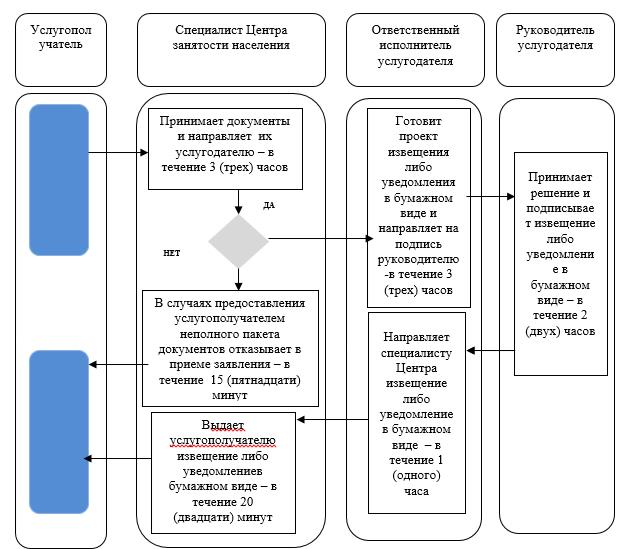 Услугопол
учатель
Специалист Центра
занятости населения
Ответственный
исполнитель
услугодателя
Руководитель
услугодателя
Принимает документы
и направляет их
услугодателю – в
течение 3 (трех) часов
ДА
НЕТ
В случаях предоставления
услугополучателем
неполного пакета
документов отказывает в
приеме заявления – в
течение 15 (пятнадцати)
минут
Выдает
услугополучателю
извещение либо
уведомлениев
бумажном виде – в
течение 20
(двадцати) минут
Готовит
проект
извещения
либо
уведомления
в бумажном
виде и
направляет на
подпись
руководителю
-в течение 3
(трех) часов
Направляет
специалисту
Центра
извещение
либо
уведомление
в бумажном
виде – в
течение 1
(одного)
часа
Принимает
решение и
подписывае
т извещение
либо
уведомлени
е в
бумажном
виде – в
течение 2
(двух) часов